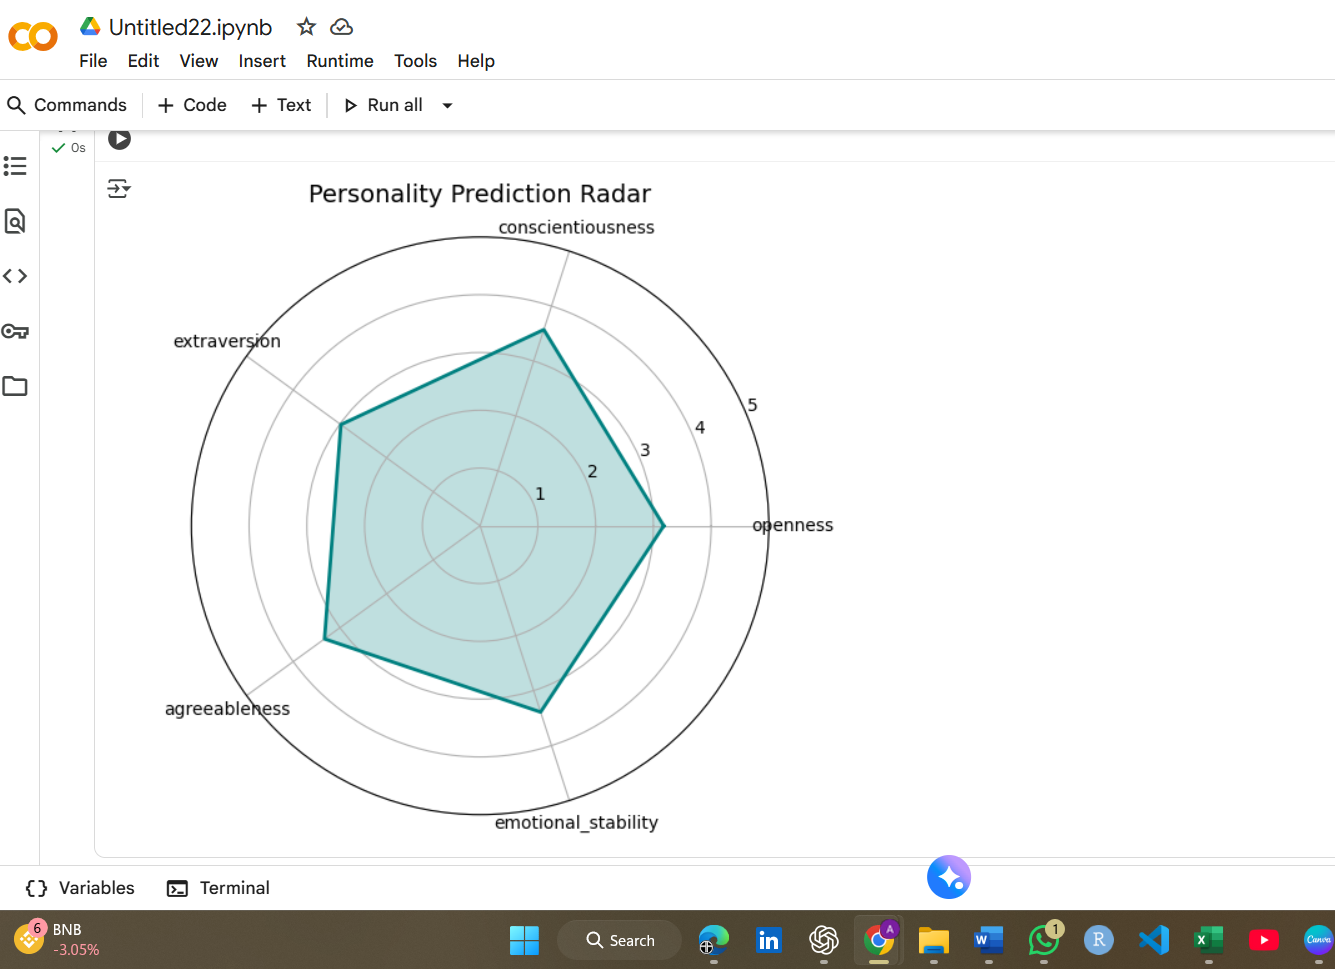 Untitled22.ipynb
File Edit View Insert Runtime Tools Help
Commands + Code + Text Run all
0s
Personality Prediction Radar
conscientiousness
extraversion
5
4
3
2
1
openness
agreeableness
emotional_stability
Variables Terminal
6 BNB
-3.05%
Search
in
A
W
1
R
X
Canva